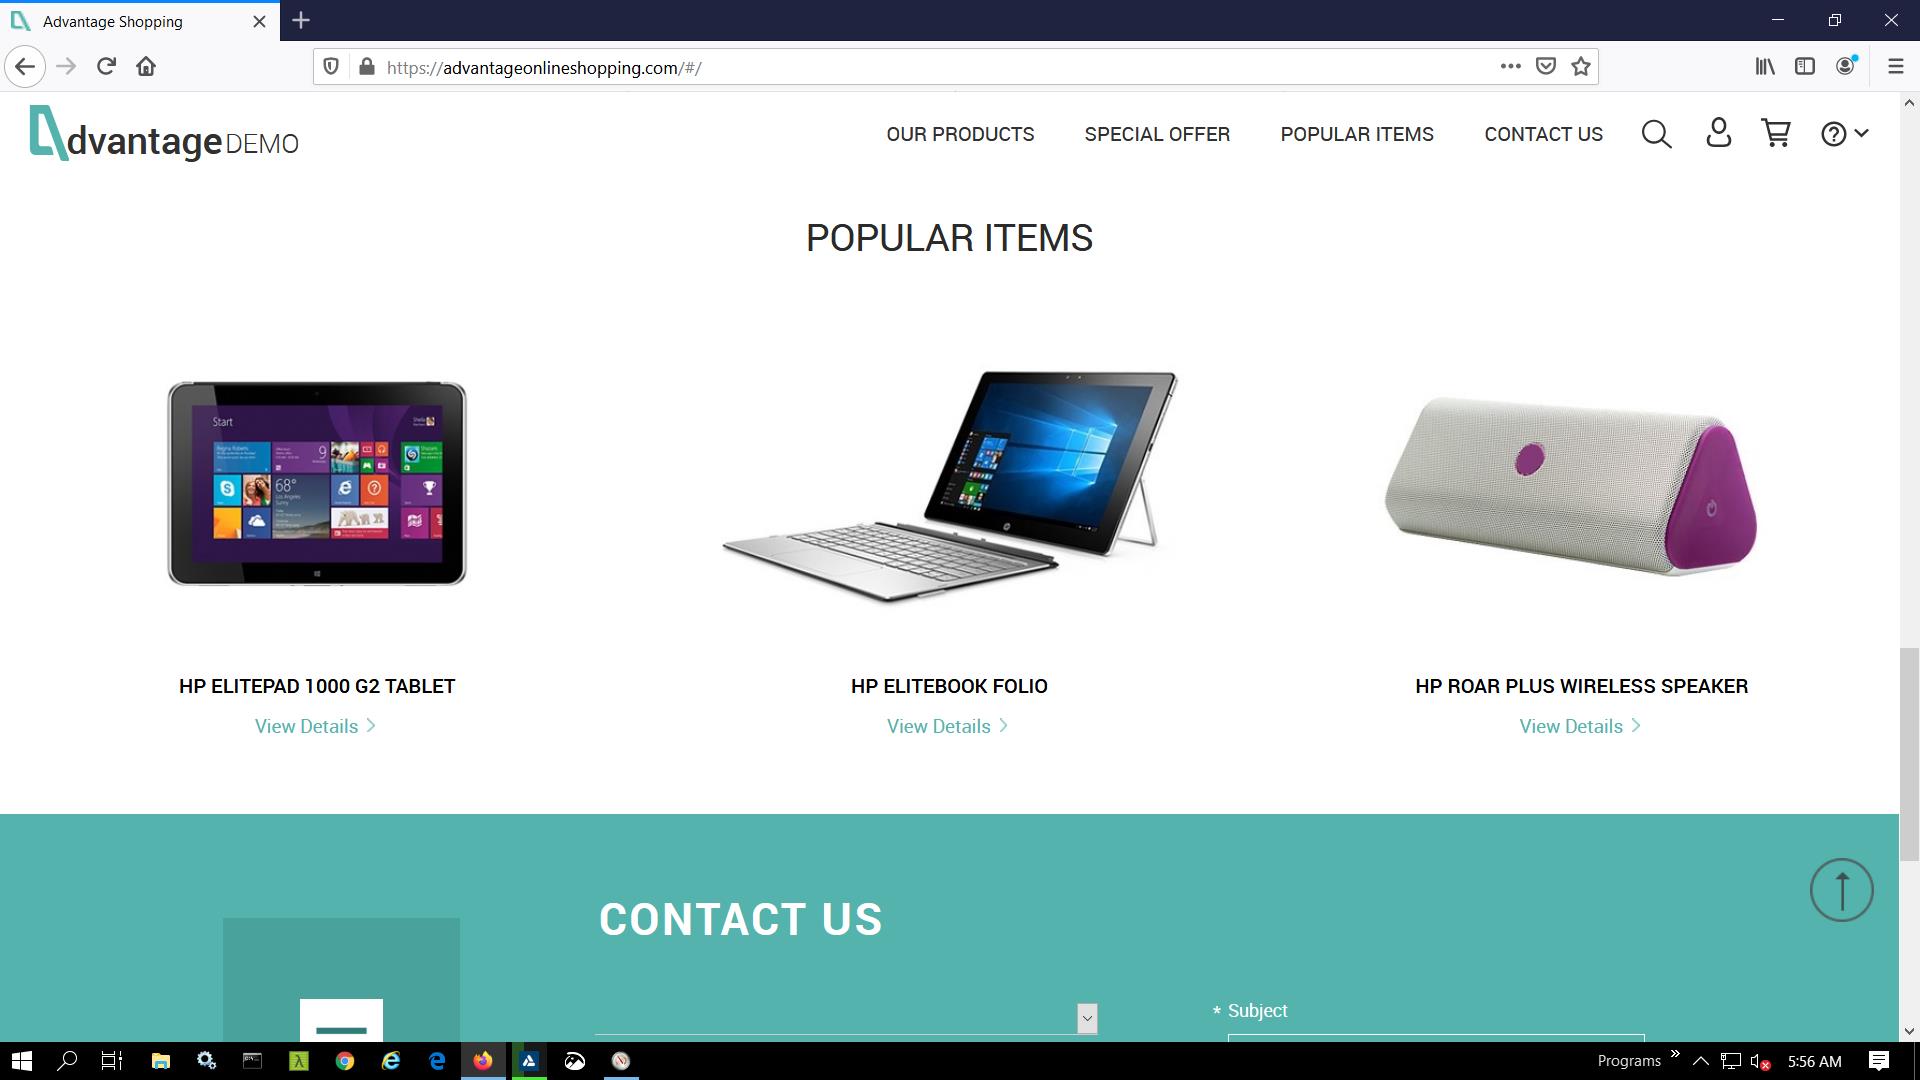 Advantage Shopping
https://advantageonlineshopping.com/#/
dvantage DEMO
OUR PRODUCTS
SPECIAL OFFER
POPULAR ITEMS
CONTACT US
POPULAR ITEMS
Start
68°
HP ELITEPAD 1000 G2 TABLET
HP ELITEBOOK FOLIO
HP ROAR PLUS WIRELESS SPEAKER
View Details
View Details
View Details
CONTACT US
* Subject
Programs
5:56 AM